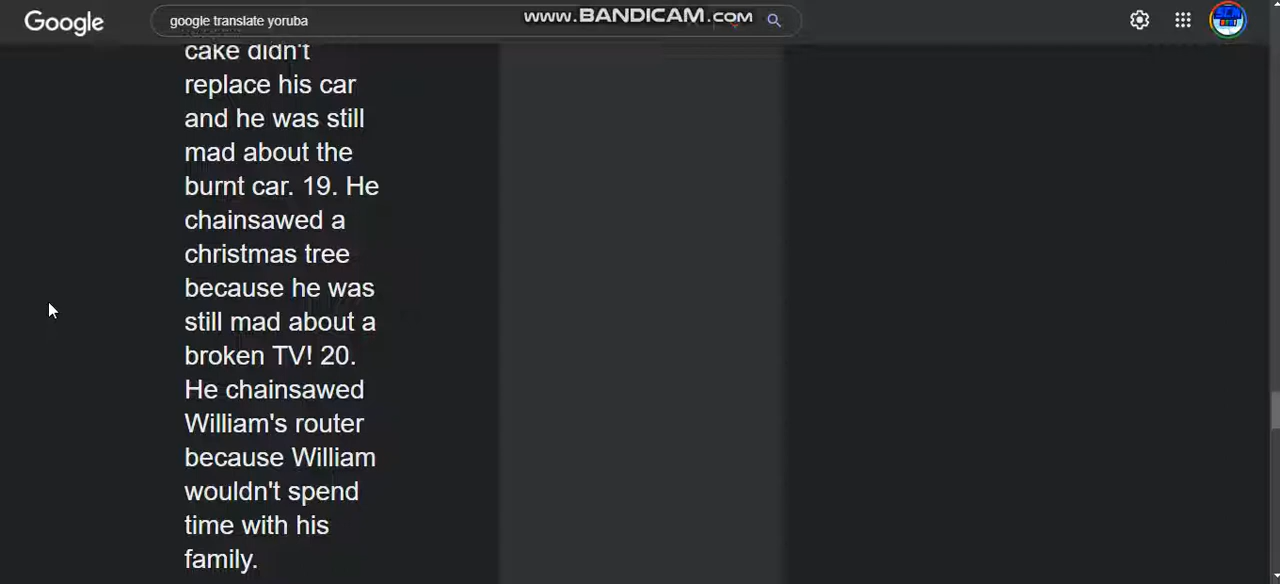 Google
google translate yoruba
www.BANDICAM.com
cake didn't
replace his car
and he was still
mad about the
burnt car. 19. He
chainsawed a
christmas tree
because he was
still mad about a
broken TV! 20.
He chainsawed
William's router
because William
wouldn't spend
time with his
family.